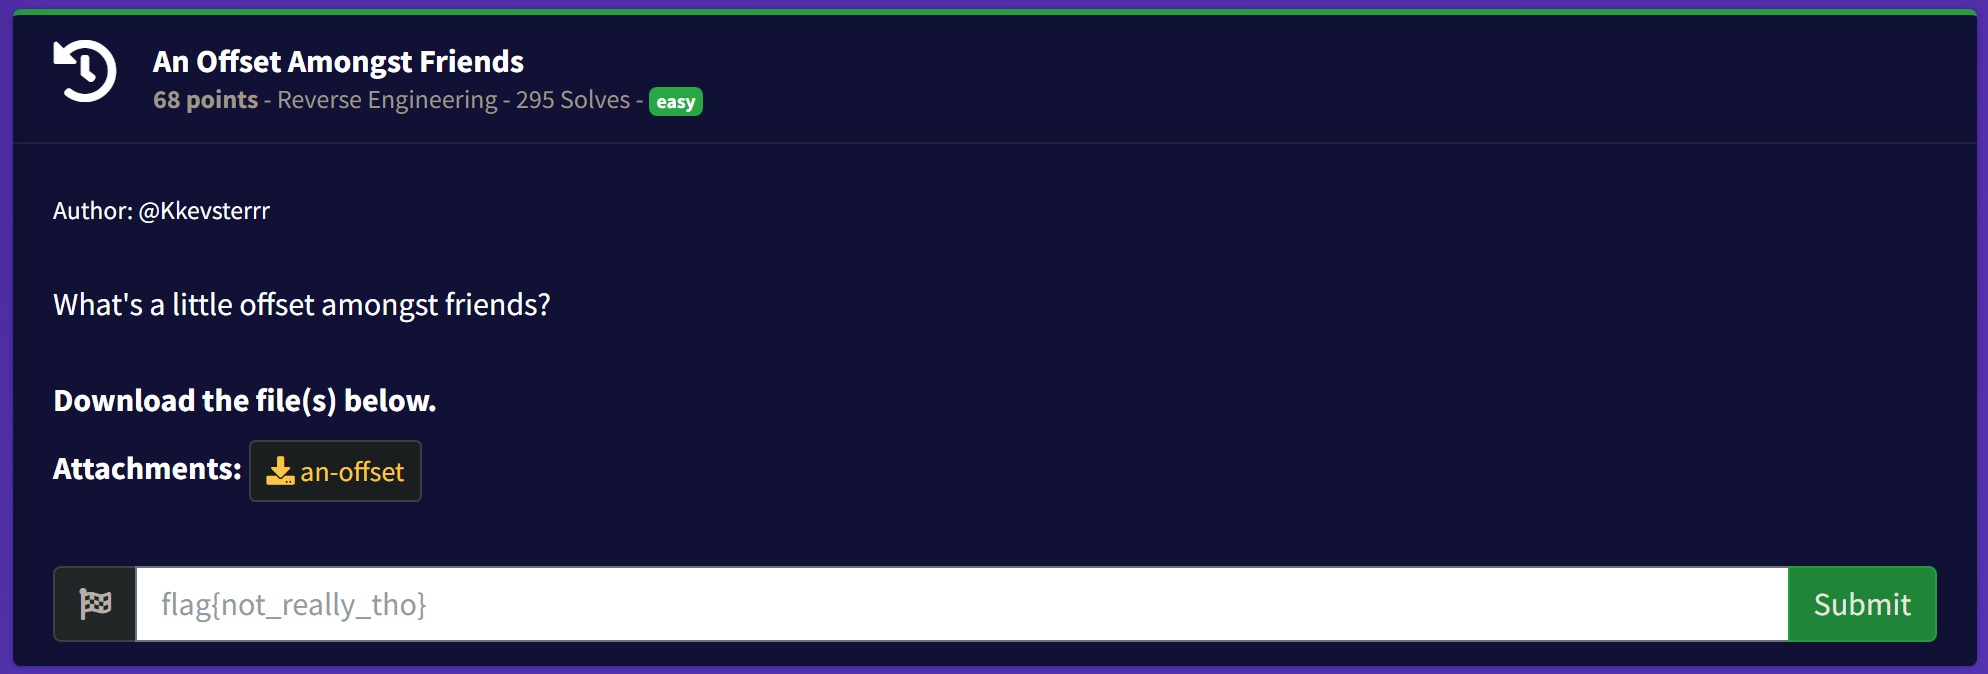 An Offset Amongst Friends
68 points - Reverse Engineering - 295 Solves - easy
Author: @Kkevsterrr
What's a little offset amongst friends?
Download the file(s) below.
Attachments: an-offset
flag{not_really_tho} Submit